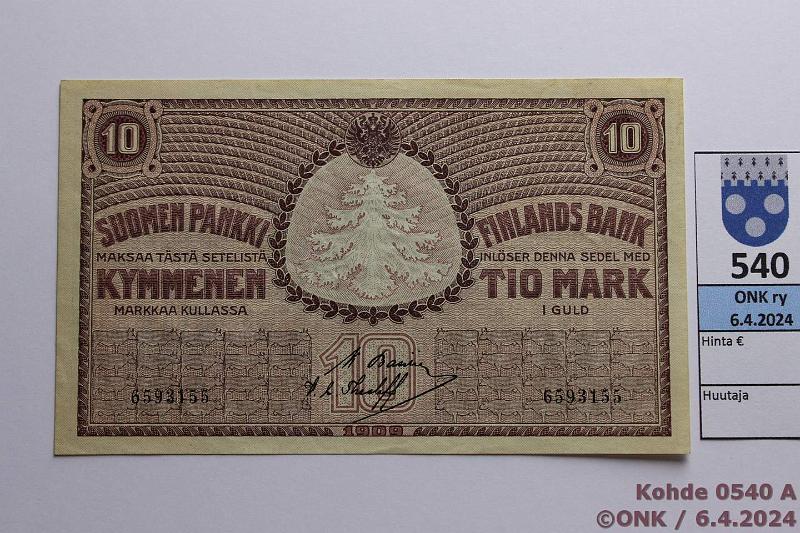 10
10
SUOMEN PANKKI
FINLANDS BANK
MAKSAA TÄSTÄ SETELISTÄ
INLÖSER DENNA SEDEL MED
KYMMENEN
TIO MARK
MARKKAA KULLASSA
I GULD
10
6593155
6593155
1909
540
ONK ry
6.4.2024
Hinta €
Huutaja
Kohde 0540 A
©ONK / 6.4.2024